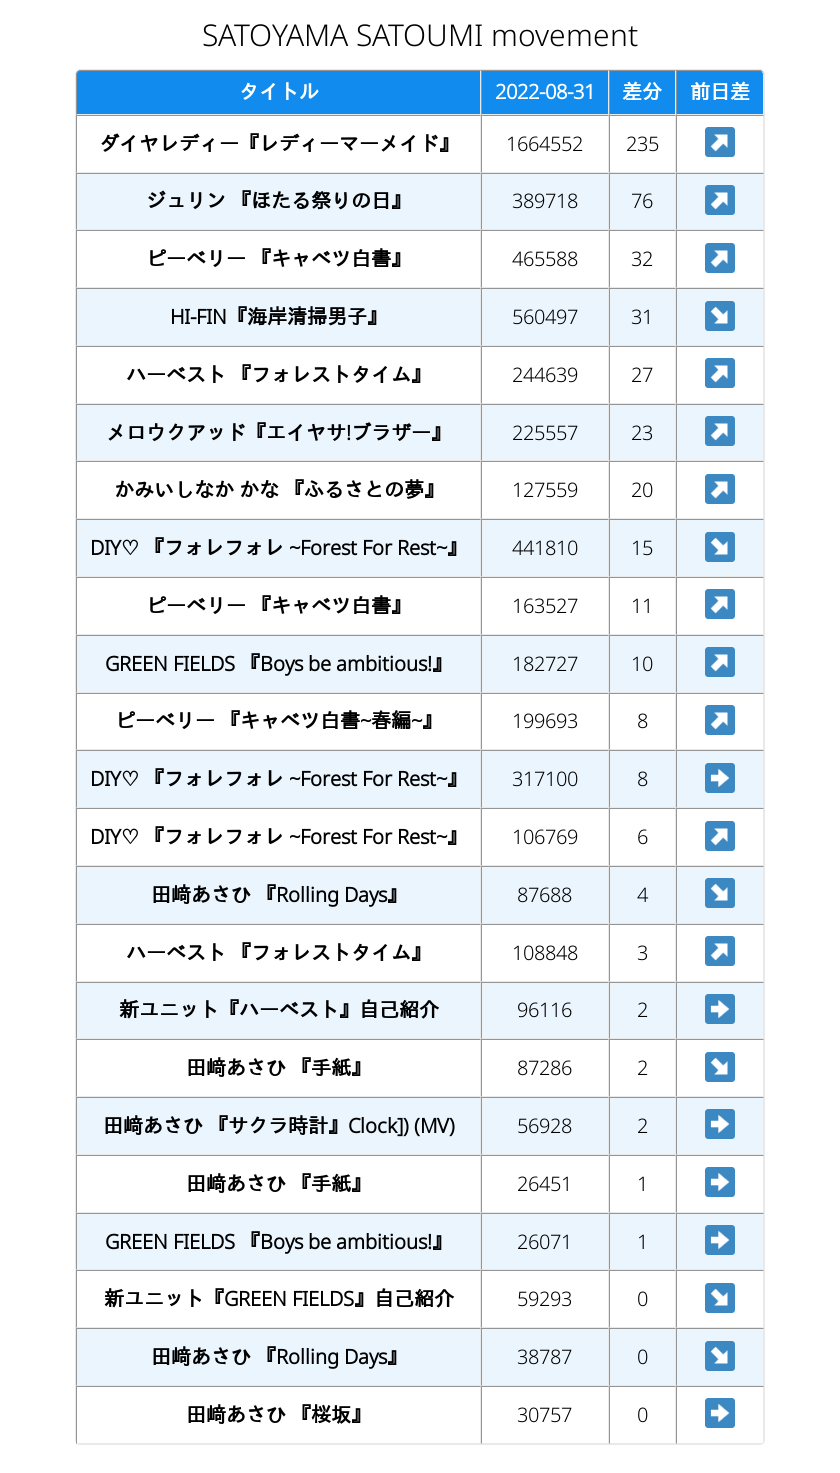 SATOYAMA SATOUMI movement
タイトル 2022-08-31 差分 前日差
ダイヤレディー『レディーマーメイド』 1664552 235 ↗
ジュリン 『ほたる祭りの日』 389718 76 ↗
ピーベリー 『キャベツ白書』 465588 32 ↗
HI-FIN『海岸清掃男子』 560497 31 ↘
ハーベスト 『フォレストタイム』 244639 27 ↗
メロウクアッド『エイヤサ!ブラザー』 225557 23 ↗
かみいしなか かな 『ふるさとの夢』 127559 20 ↗
DIY♡ 『フォレフォレ ~Forest For Rest~』 441810 15 ↘
ピーベリー 『キャベツ白書』 163527 11 ↗
GREEN FIELDS 『Boys be ambitious!』 182727 10 ↗
ピーベリー 『キャベツ白書~春編~』 199693 8 ↗
DIY♡ 『フォレフォレ ~Forest For Rest~』 317100 8 ➡
DIY♡ 『フォレフォレ ~Forest For Rest~』 106769 6 ↗
田﨑あさひ 『Rolling Days』 87688 4 ↘
ハーベスト 『フォレストタイム』 108848 3 ↗
新ユニット『ハーベスト』自己紹介 96116 2 ➡
田﨑あさひ 『手紙』 87286 2 ↘
田﨑あさひ 『サクラ時計』Clock]) (MV) 56928 2 ➡
田﨑あさひ 『手紙』 26451 1 ➡
GREEN FIELDS 『Boys be ambitious!』 26071 1 ➡
新ユニット『GREEN FIELDS』自己紹介 59293 0 ↘
田﨑あさひ 『Rolling Days』 38787 0 ↘
田﨑あさひ 『桜坂』 30757 0 ➡